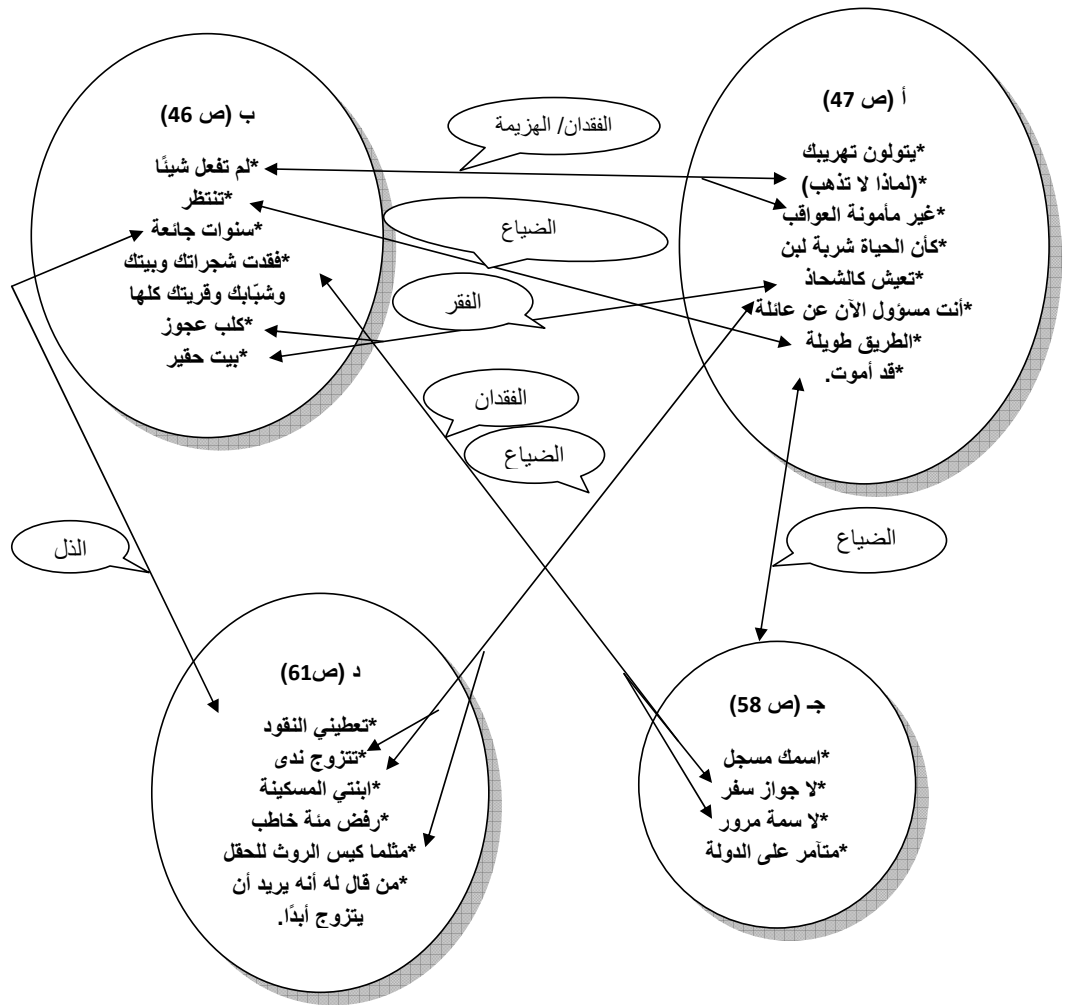 أ (ص 47)
*يتولون تهريبك
*(لماذا لا تذهب)
*غير مأمونة العواقب
*كأن الحياة شربة لبن
*تعيش كالشحاذ
*أنت مسؤول الآن عن عائلة
*الطريق طويلة
*قد أموت.
الفقدان/ الهزيمة
الضياع
الفقر
الفقدان
الضياع
ب (ص 46)
*لم تفعل شيئًا
*تنتظر
*سنوات جائعة
*فقدت شجراتك وبيتك
وشبّابك وقريتك كلها
*كلب عجوز
*بيت حقير
الضياع
الذل
جـ (ص 58)
*اسمك مسجل
*لا جواز سفر
*لا سمة مرور
*متآمر على الدولة
د (ص61)
*تعطيني النقود
*تتزوج ندى
*ابنتي المسكينة
*رفض مئة خاطب
*مثلما كيس الروث للحقل
*من قال له أنه يريد أن
يتزوج أبدًا.